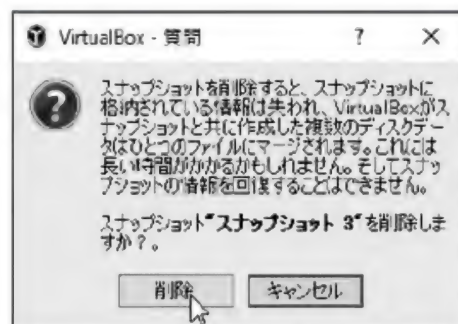 VirtualBox - 質問 ? ×
スナップショットを削除すると、スナップショットに
格納されている情報は失われ、VirtualBoxがス
ナップショットと共に作成した複数のディスクデー
タはひとつのファイルにマージされます。これには
長い時間がかかるかもしれません。そしてスナッ
プショットの情報を回復することはできません。
スナップショット"スナップショット 3"を削除しま
すか？。
削除 キャンセル